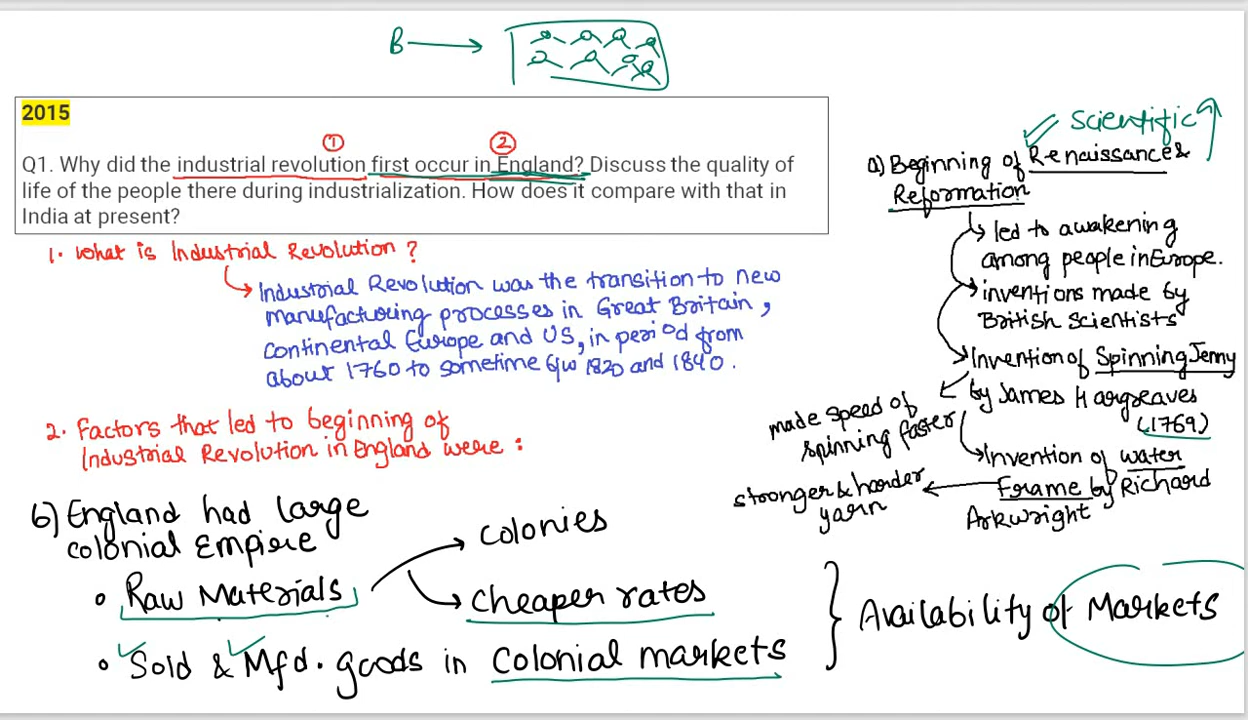 B
2015
① ②
Q1. Why did the industrial revolution first occur in England? Discuss the quality of
life of the people there during industrialization. How does it compare with that in
India at present?
1. What is Industrial Revolution ?
Industrial Revolution was the transition to new
manufacturing processes in Great Britain,
Continental Europe and US, in period from
about 1760 to sometime b/w 1820 and 1840.
2. Factors that led to beginning of
Industrial Revolution in England were :
Scientific
a) Beginning of Renaissance &
Reformation
led to awakening
among people in Europe.
inventions made by
British Scientists
Invention of Spinning Jenny
by James Hargreaves
(1769)
made speed of
spinning faster
Invention of water
Frame by Richard
Arkwright
stronger & harder
yarn
b) England had large
colonial Empire
• Raw Materials
colonies
cheaper rates
• Sold & Mfd. goods in colonial markets
Availability of Markets